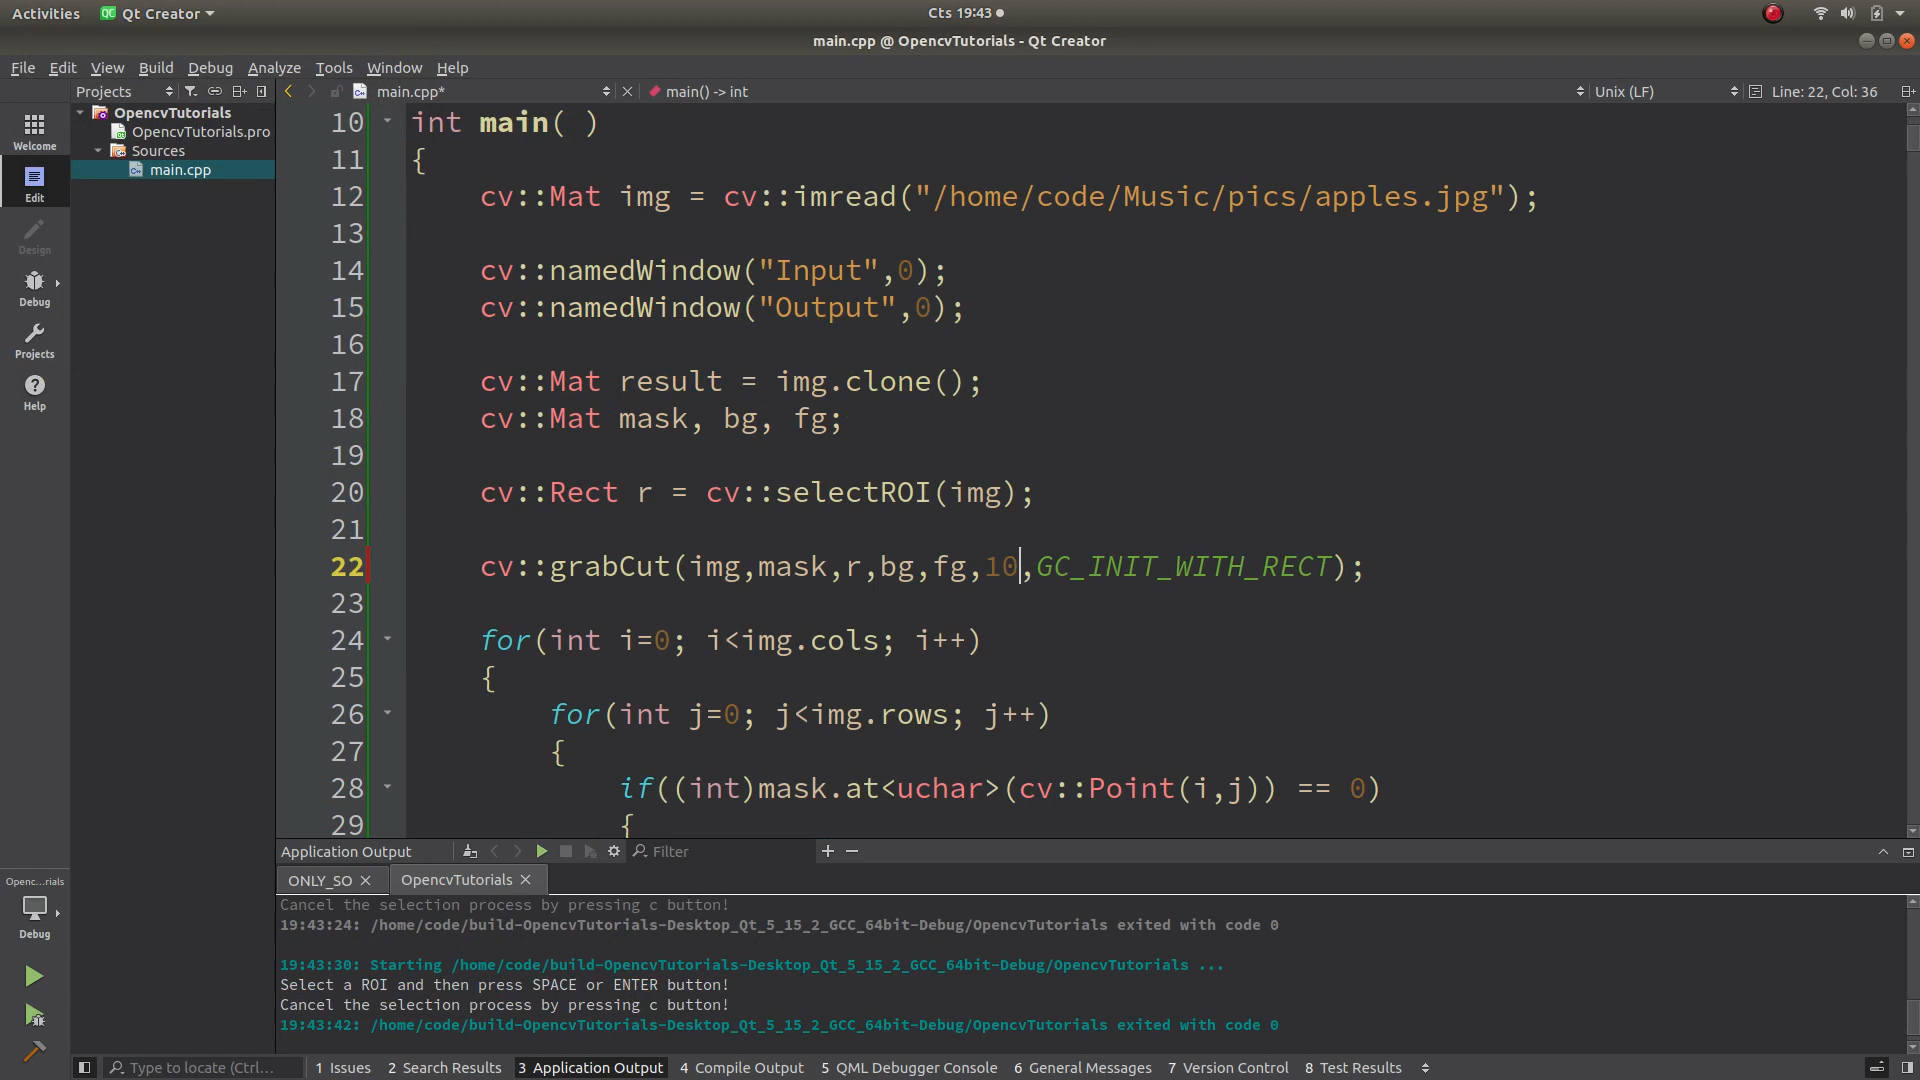 Activities Qt Creator Cts 19:43
main.cpp @ OpencvTutorials - Qt Creator
File Edit View Build Debug Analyze Tools Window Help
Projects main.cpp* main() -> int Unix (LF) Line: 22, Col: 36
OpencvTutorials
OpencvTutorials.pro
Sources
main.cpp
Welcome
Edit
Design
Debug
Projects
Help
10 int main( )
11 {
12 cv::Mat img = cv::imread("/home/code/Music/pics/apples.jpg");
13
14 cv::namedWindow("Input",0);
15 cv::namedWindow("Output",0);
16
17 cv::Mat result = img.clone();
18 cv::Mat mask, bg, fg;
19
20 cv::Rect r = cv::selectROI(img);
21
22 cv::grabCut(img,mask,r,bg,fg,10,GC_INIT_WITH_RECT);
23
24 for(int i=0; i<img.cols; i++)
25 {
26 for(int j=0; j<img.rows; j++)
27 {
28 if((int)mask.at<uchar>(cv::Point(i,j)) == 0)
29 {
Application Output Filter
ONLY_SO OpencvTutorials
Cancel the selection process by pressing c button!
19:43:24: /home/code/build-OpencvTutorials-Desktop_Qt_5_15_2_GCC_64bit-Debug/OpencvTutorials exited with code 0
19:43:30: Starting /home/code/build-OpencvTutorials-Desktop_Qt_5_15_2_GCC_64bit-Debug/OpencvTutorials ...
Select a ROI and then press SPACE or ENTER button!
Cancel the selection process by pressing c button!
19:43:42: /home/code/build-OpencvTutorials-Desktop_Qt_5_15_2_GCC_64bit-Debug/OpencvTutorials exited with code 0
Openc...rials
Debug
Type to locate (Ctrl... 1 Issues 2 Search Results 3 Application Output 4 Compile Output 5 QML Debugger Console 6 General Messages 7 Version Control 8 Test Results